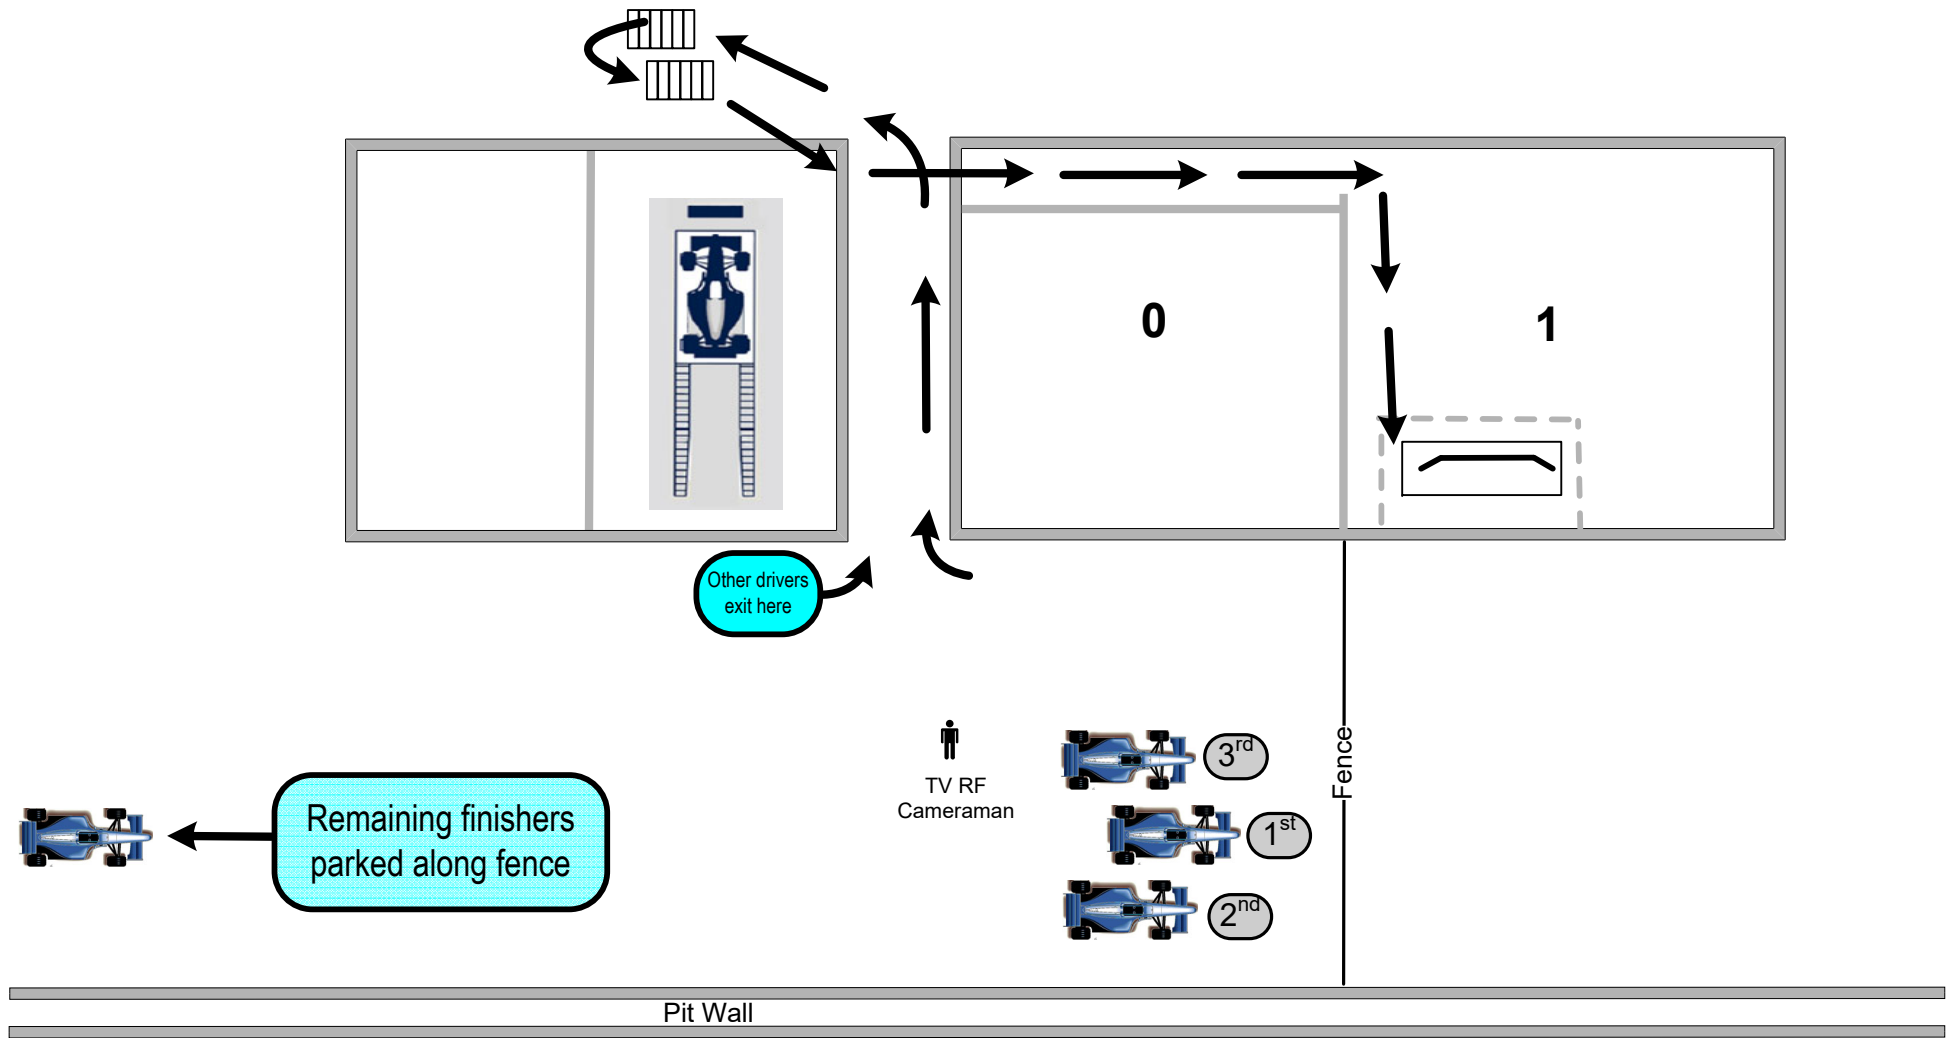 0
1
Other drivers
exit here
TV RF
Cameraman
3rd
1st
2nd
Fence
Remaining finishers
parked along fence
Pit Wall